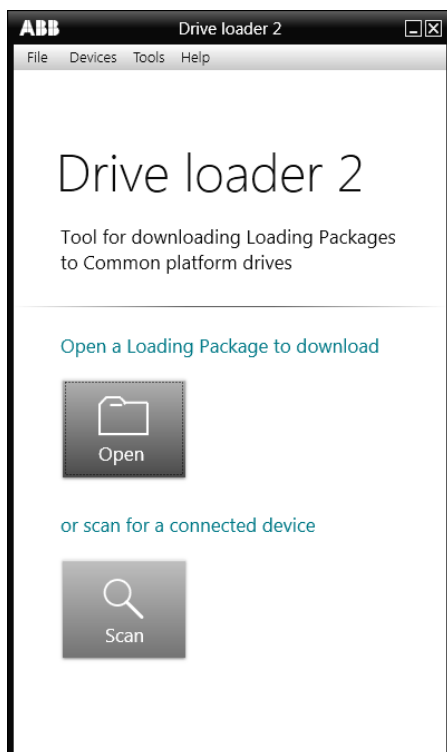 ABB Drive loader 2
File Devices Tools Help
Drive loader 2
Tool for downloading Loading Packages
to Common platform drives
Open a Loading Package to download
Open
or scan for a connected device
Scan